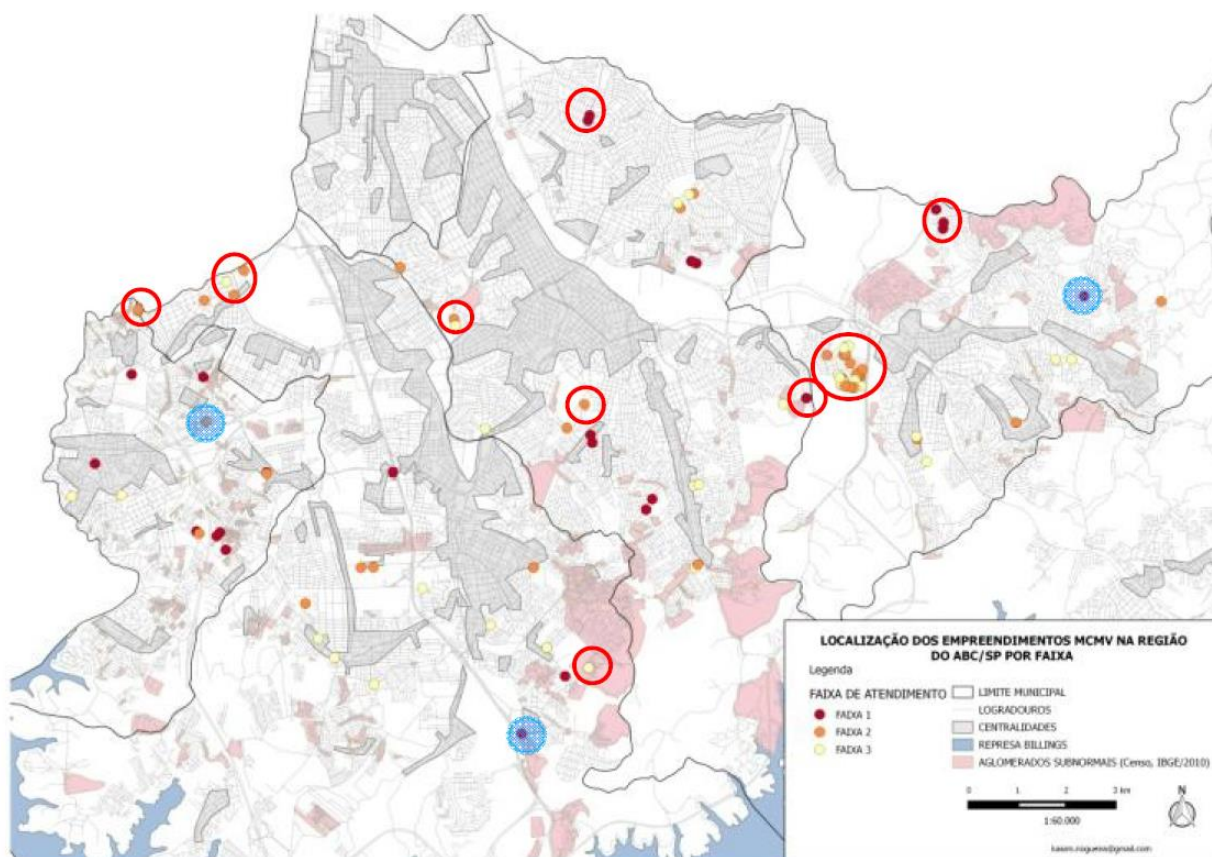 LOCALIZAÇÃO DOS EMPREENDIMENTOS MCMV NA REGIÃO
DO ABC/SP POR FAIXA
Legenda
FAIXA DE ATENDIMENTO
FAIXA 1
FAIXA 2
FAIXA 3
LIMITE MUNICIPAL
LOGRADOUROS
CENTRALIDADES
REPRESA BILLINGS
AGLOMERADOS SUBNORMAIS (Censo, IBGE/2010)
0 1 2 3 km
1:60.000
N